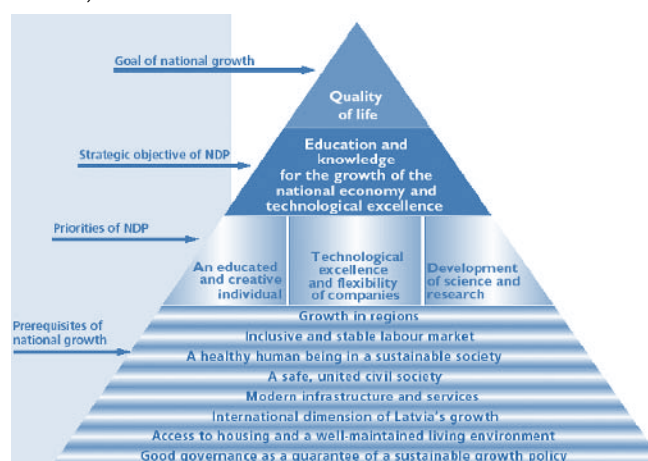 Goal of national growth
Quality
of life
Strategic objective of NDP
Education and
knowledge
for the growth of the
national economy and
technological excellence
Priorities of NDP
An educated
and creative
individual
Technological
excellence
and flexibility
of companies
Development
of science and
research
Prerequisites of
national growth
Growth in regions
Inclusive and stable labour market
A healthy human being in a sustainable society
A safe, united civil society
Modern infrastructure and services
International dimension of Latvia's growth
Access to housing and a well-maintained living environment
Good governance as a guarantee of a sustainable growth policy